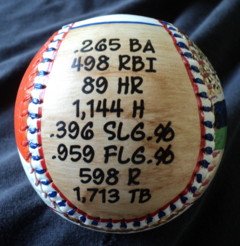 .265 BA
498 RBI
89 HR
1,144 H
.396 SLG.%
.959 FLG.%
598 R
1,713 TB